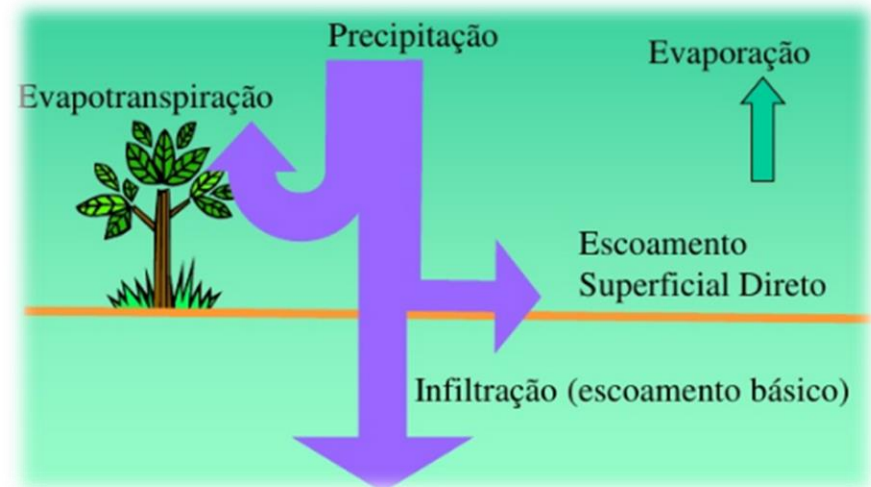 Precipitação
Evaporação
Evapotranspiração
Escoamento
Superficial Direto
Infiltração (escoamento básico)